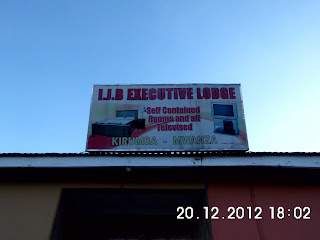 I.J.B EXECUTIVE LODGE
Self Contained
Rooms and all
Televised
KIRUMBA - MWANZA
20.12.2012 18:02